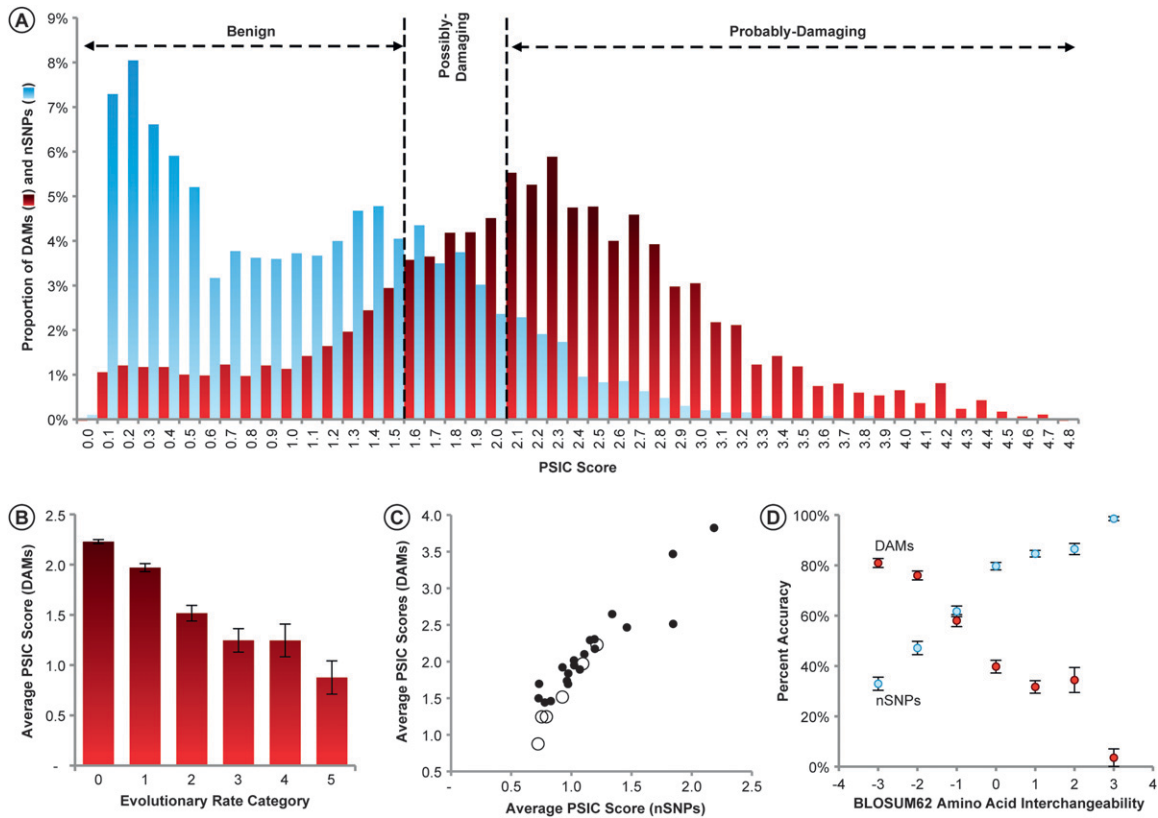 A
9%
8%
7%
6%
5%
4%
3%
2%
1%
0%
Proportion of DAMs ( ) and nSNPs ( )
Benign
Possibly-
Damaging
Probably-Damaging
0.0 0.1 0.2 0.3 0.4 0.5 0.6 0.7 0.8 0.9 1.0 1.1 1.2 1.3 1.4 1.5 1.6 1.7 1.8 1.9 2.0 2.1 2.2 2.3 2.4 2.5 2.6 2.7 2.8 2.9 3.0 3.1 3.2 3.3 3.4 3.5 3.6 3.7 3.8 3.9 4.0 4.1 4.2 4.3 4.4 4.5 4.6 4.7 4.8
PSIC Score
B
Average PSIC Score (DAMs)
2.5
2.0
1.5
1.0
0.5
-
0 1 2 3 4 5
Evolutionary Rate Category
C
Average PSIC Scores (DAMs)
4.0
3.5
3.0
2.5
2.0
1.5
1.0
0.5
0.5 1.0 1.5 2.0 2.5
Average PSIC Score (nSNPs)
D
Percent Accuracy
100%
80%
60%
40%
20%
0%
DAMs
nSNPs
-4 -3 -2 -1 0 1 2 3 4
BLOSUM62 Amino Acid Interchangeability